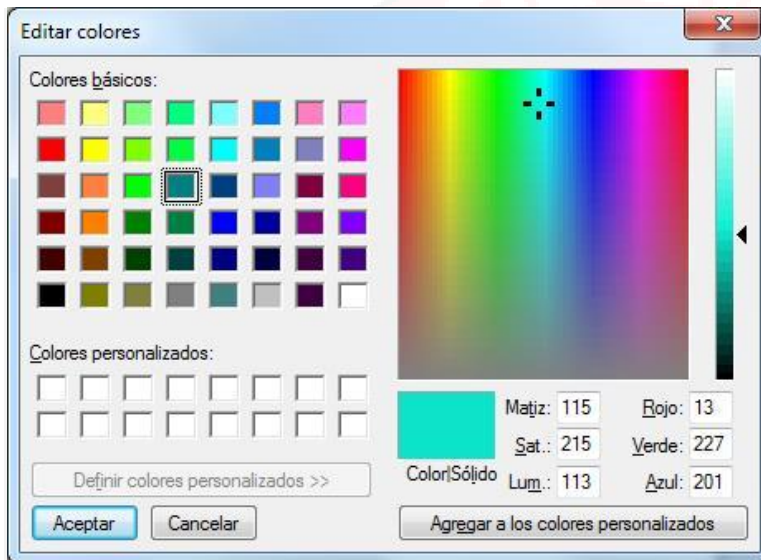 Editar colores
Colores básicos:
Colores personalizados:
Definir colores personalizados >>
Aceptar
Cancelar
Color|Sólido
Matiz: 115
Sat.: 215
Lum.: 113
Rojo: 13
Verde: 227
Azul: 201
Agregar a los colores personalizados